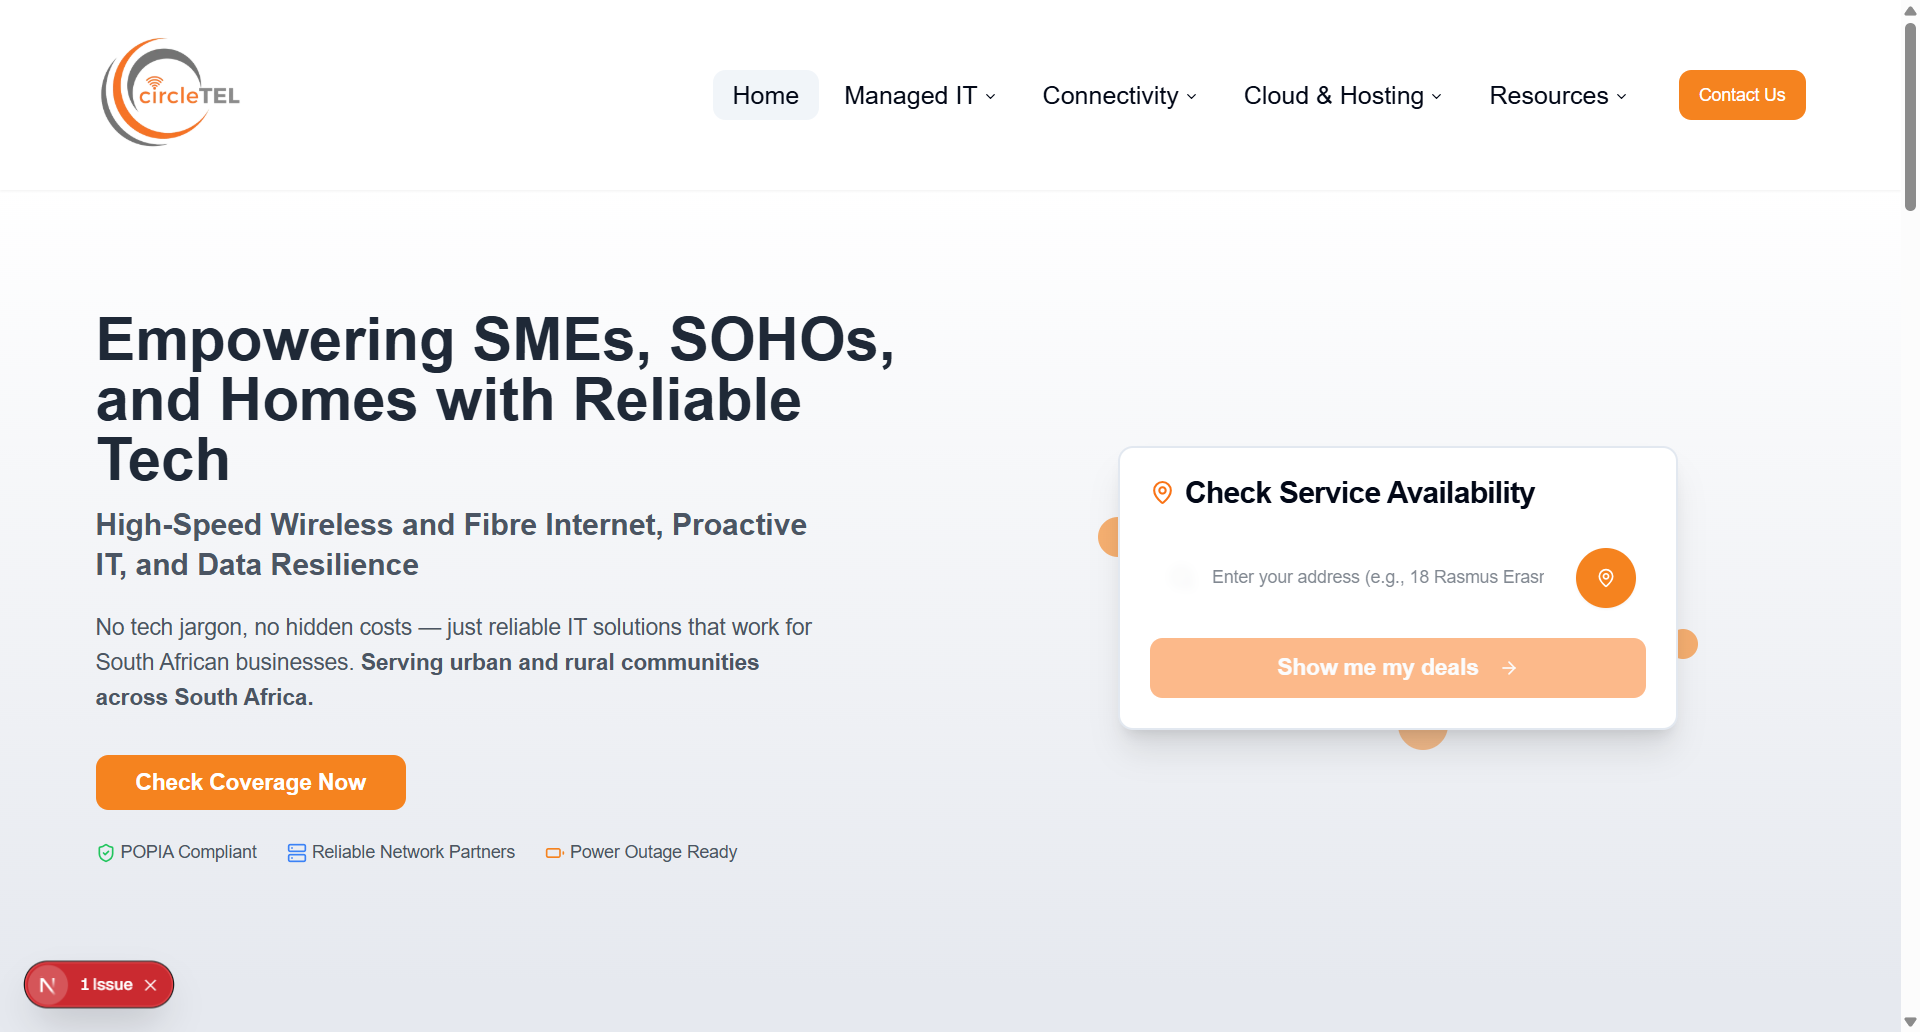 circleTEL
Home
Managed IT
Connectivity
Cloud & Hosting
Resources
Contact Us
Empowering SMEs, SOHOs,
and Homes with Reliable
Tech
High-Speed Wireless and Fibre Internet, Proactive
IT, and Data Resilience
No tech jargon, no hidden costs — just reliable IT solutions that work for
South African businesses. Serving urban and rural communities
across South Africa.
Check Coverage Now
POPIA Compliant
Reliable Network Partners
Power Outage Ready
Check Service Availability
Enter your address (e.g., 18 Rasmus Erasr
Show me my deals
N
1 Issue